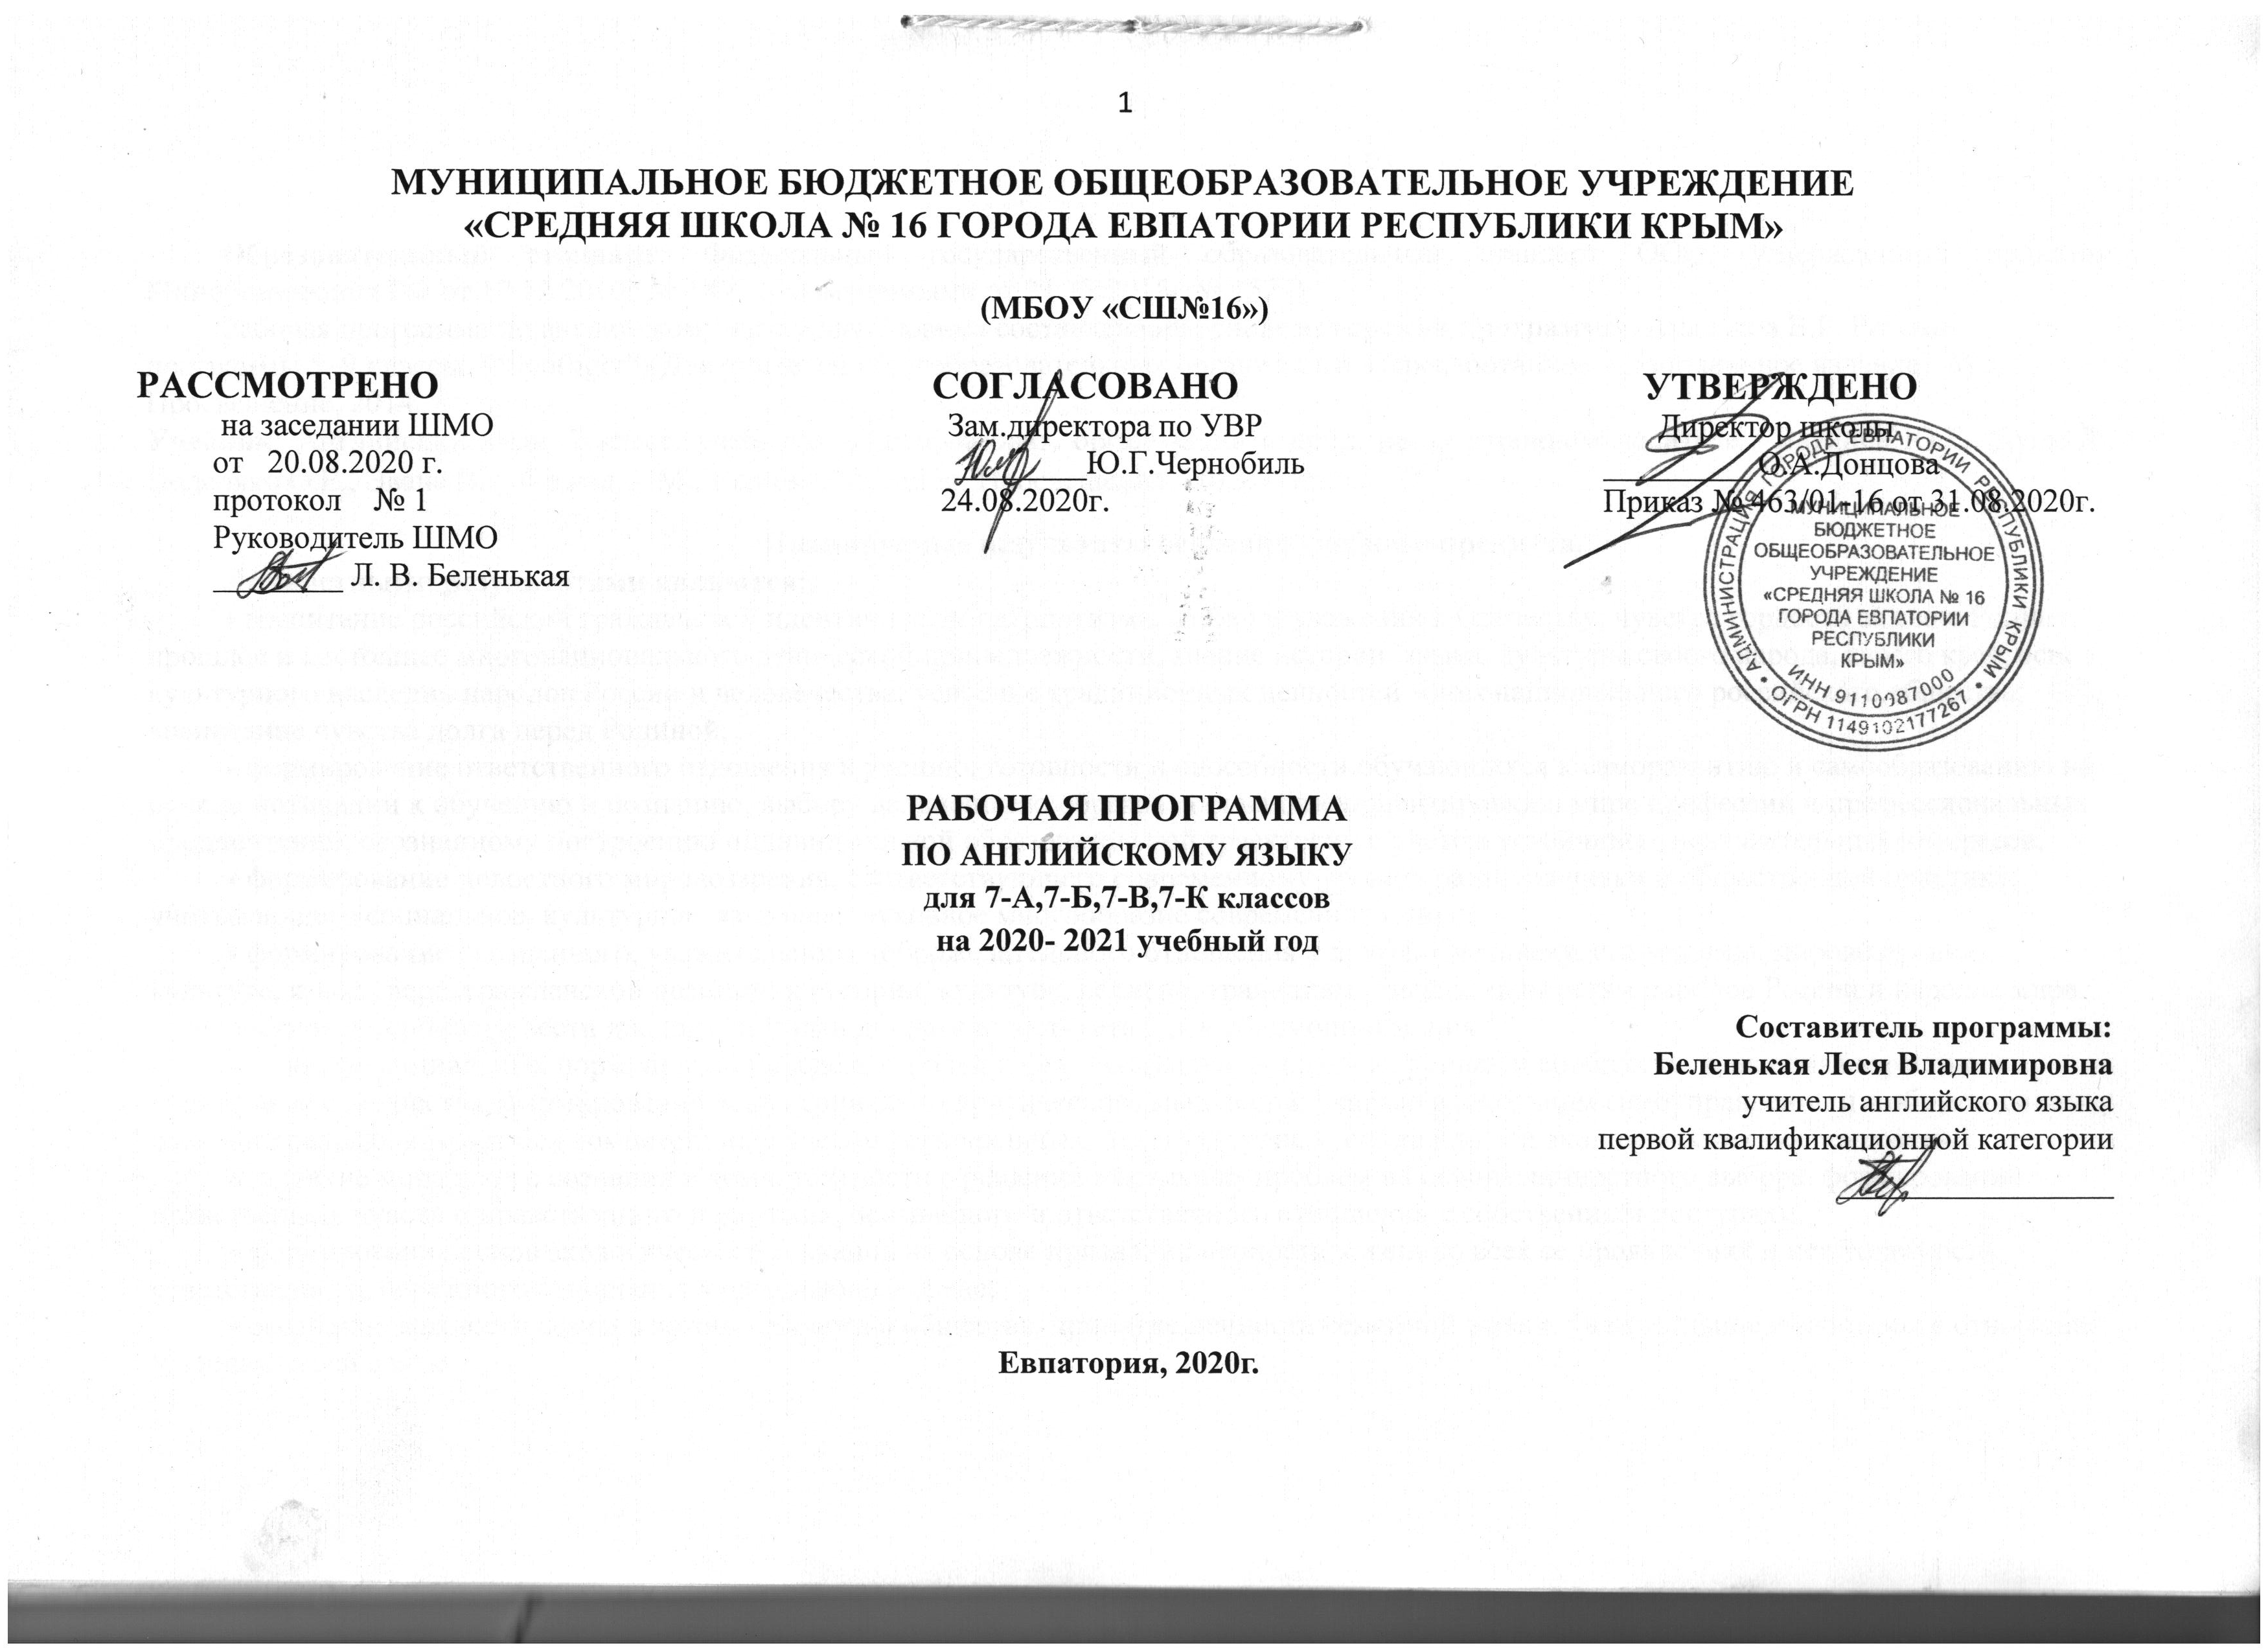 1
МУНИЦИПАЛЬНОЕ БЮДЖЕТНОЕ ОБЩЕОБРАЗОВАТЕЛЬНОЕ УЧРЕЖДЕНИЕ
«СРЕДНЯЯ ШКОЛА № 16 ГОРОДА ЕВПАТОРИИ РЕСПУБЛИКИ КРЫМ»
(МБОУ «СШ№16»)
РАССМОТРЕНО
на заседании ШМО
от 20.08.2020 г.
протокол № 1
Руководитель ШМО
Л. В. Беленькая
СОГЛАСОВАНО
Зам.директора по УВР
Ю.Г.Чернобиль
24.08.2020г.
УТВЕРЖДЕНО
Директор школы
О.А.Донцова
Приказ № 463/01-16 от 31.08.2020г.
АДМИНИСТРАЦИЯ ГОРОДА ЕВПАТОРИИ РЕСПУБЛИКИ КРЫМ
МУНИЦИПАЛЬНОЕ
БЮДЖЕТНОЕ
ОБЩЕОБРАЗОВАТЕЛЬНОЕ
УЧРЕЖДЕНИЕ
«СРЕДНЯЯ ШКОЛА № 16
ГОРОДА ЕВПАТОРИИ
РЕСПУБЛИКИ
КРЫМ»
ИНН 9110087000
ОГРН 1149102177267
РАБОЧАЯ ПРОГРАММА
ПО АНГЛИЙСКОМУ ЯЗЫКУ
для 7-А,7-Б,7-В,7-К классов
на 2020- 2021 учебный год
Составитель программы:
Беленькая Леся Владимировна
учитель английского языка
первой квалификационной категории
Евпатория, 2020г.